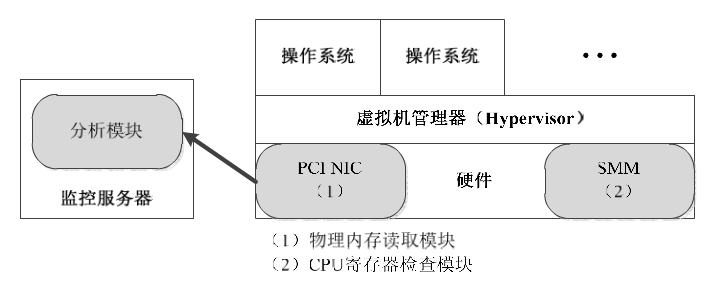 操作系统
操作系统
• • •
虚拟机管理器（Hypervisor）
分析模块
监控服务器
PCI NIC
（1）
硬件
SMM
（2）
（1）物理内存读取模块
（2）CPU寄存器检查模块